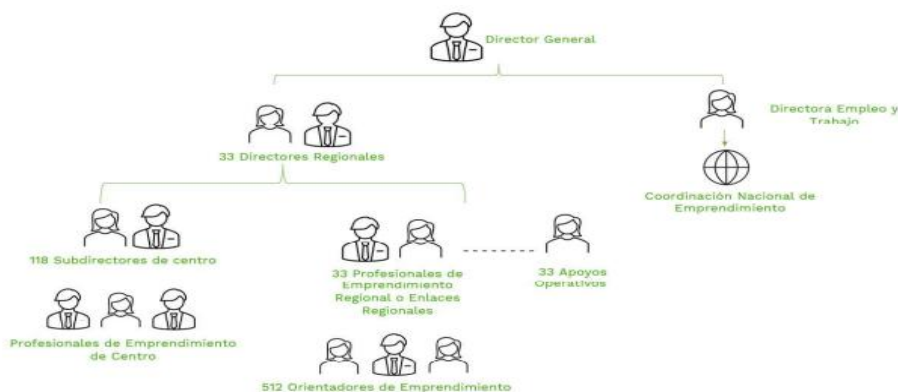 Director General
Directora Empleo y
Trabajo
33 Directores Regionales
Coordinación Nacional de
Emprendimiento
118 Subdirectores de centro
33 Profesionales de
Emprendimiento
Regional o Enlaces
Regionales
33 Apoyos
Operativos
Profesionales de Emprendimiento
de Centro
512 Orientadores de Emprendimiento